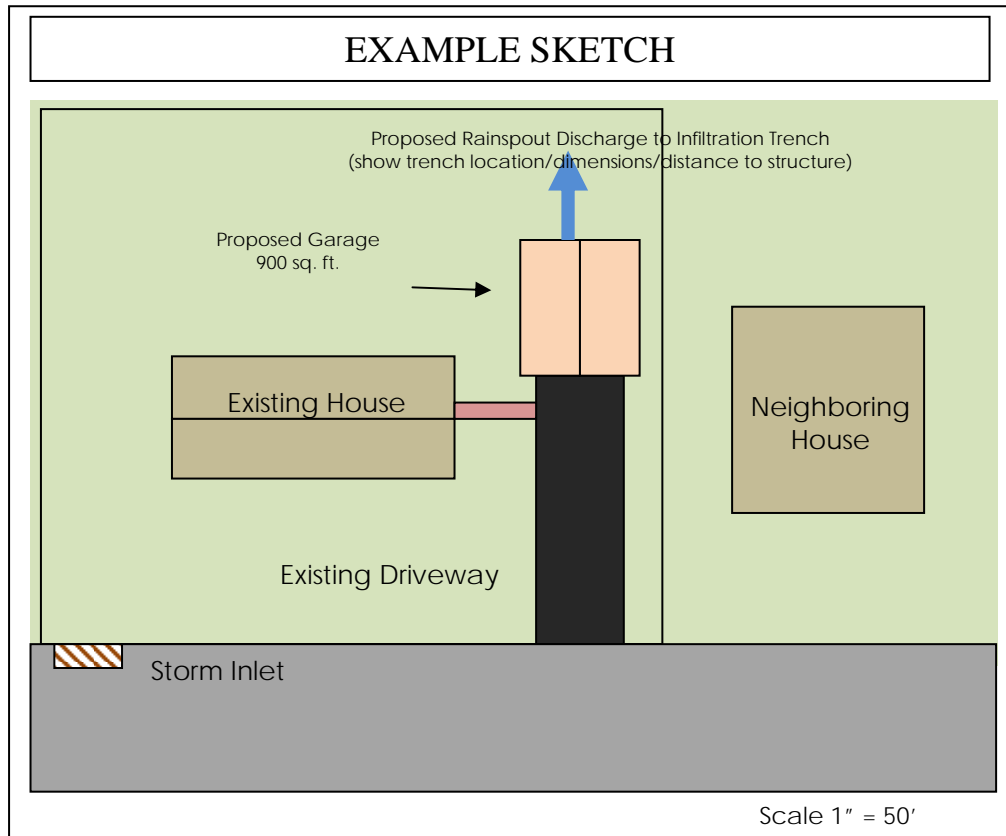 EXAMPLE SKETCH
Proposed Rainspout Discharge to Infiltration Trench
(show trench location/dimensions/distance to structure)
Proposed Garage
900 sq. ft.
Existing House
Neighboring
House
Existing Driveway
Storm Inlet
Scale 1” = 50’